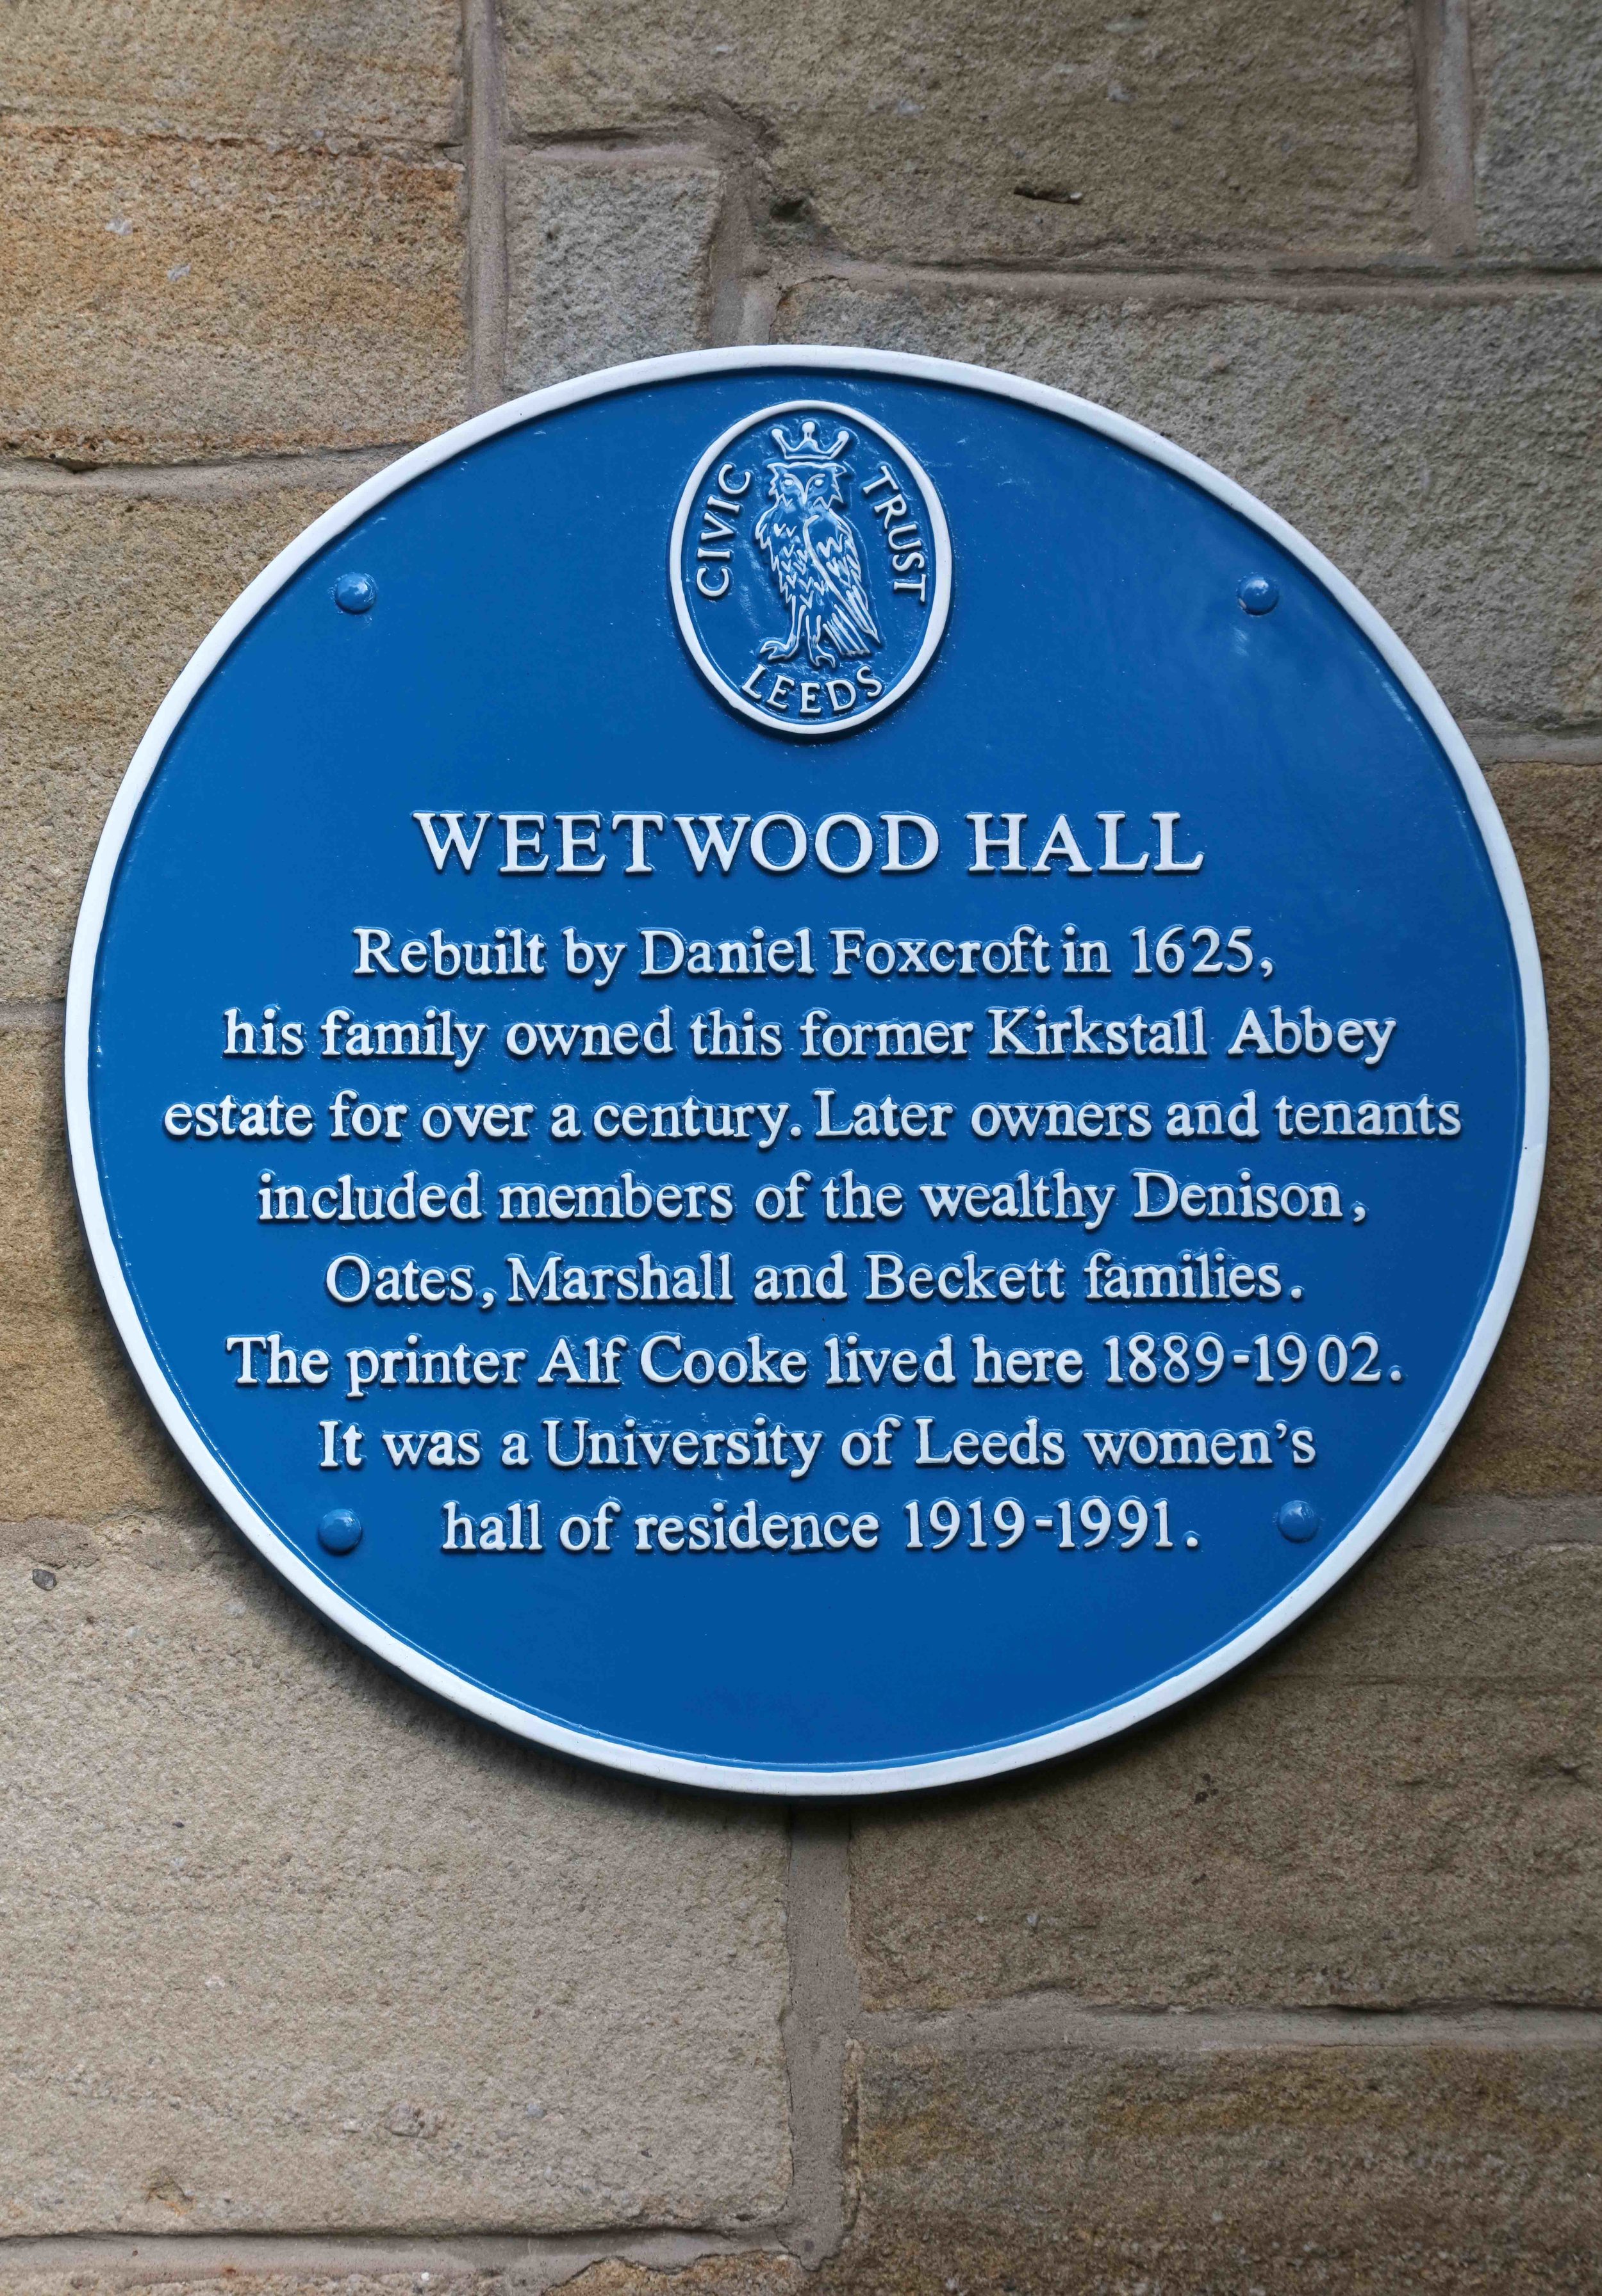 CIVIC TRUST
LEEDS
WEETWOOD HALL
Rebuilt by Daniel Foxcroft in 1625,
his family owned this former Kirkstall Abbey
estate for over a century. Later owners and tenants
included members of the wealthy Denison,
Oates, Marshall and Beckett families.
The printer Alf Cooke lived here 1889-1902.
It was a University of Leeds women's
hall of residence 1919-1991.